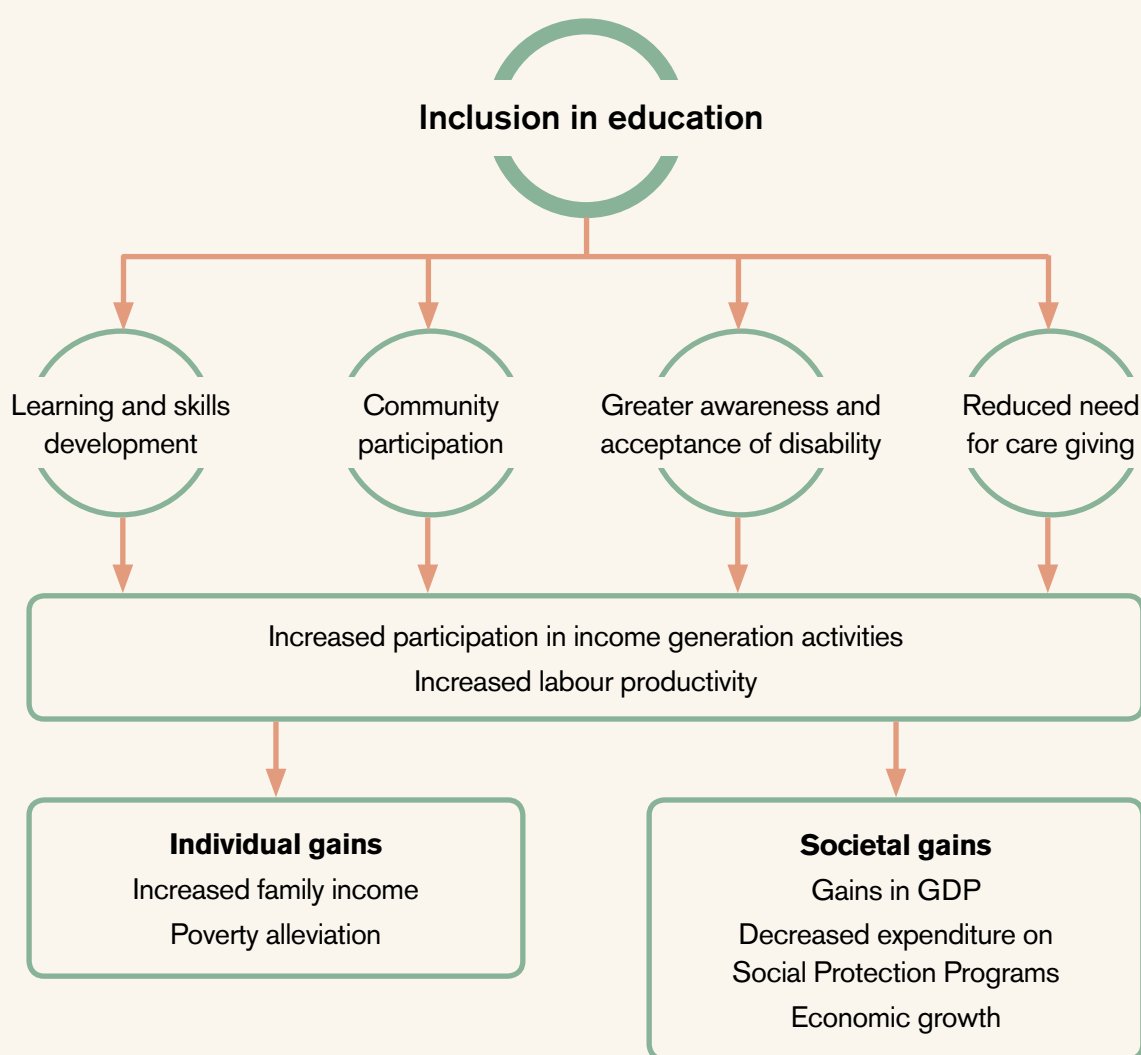 Inclusion in education
Learning and skills
development
Community
participation
Greater awareness and
acceptance of disability
Reduced need
for care giving
Increased participation in income generation activities
Increased labour productivity
Individual gains
Increased family income
Poverty alleviation
Societal gains
Gains in GDP
Decreased expenditure on
Social Protection Programs
Economic growth